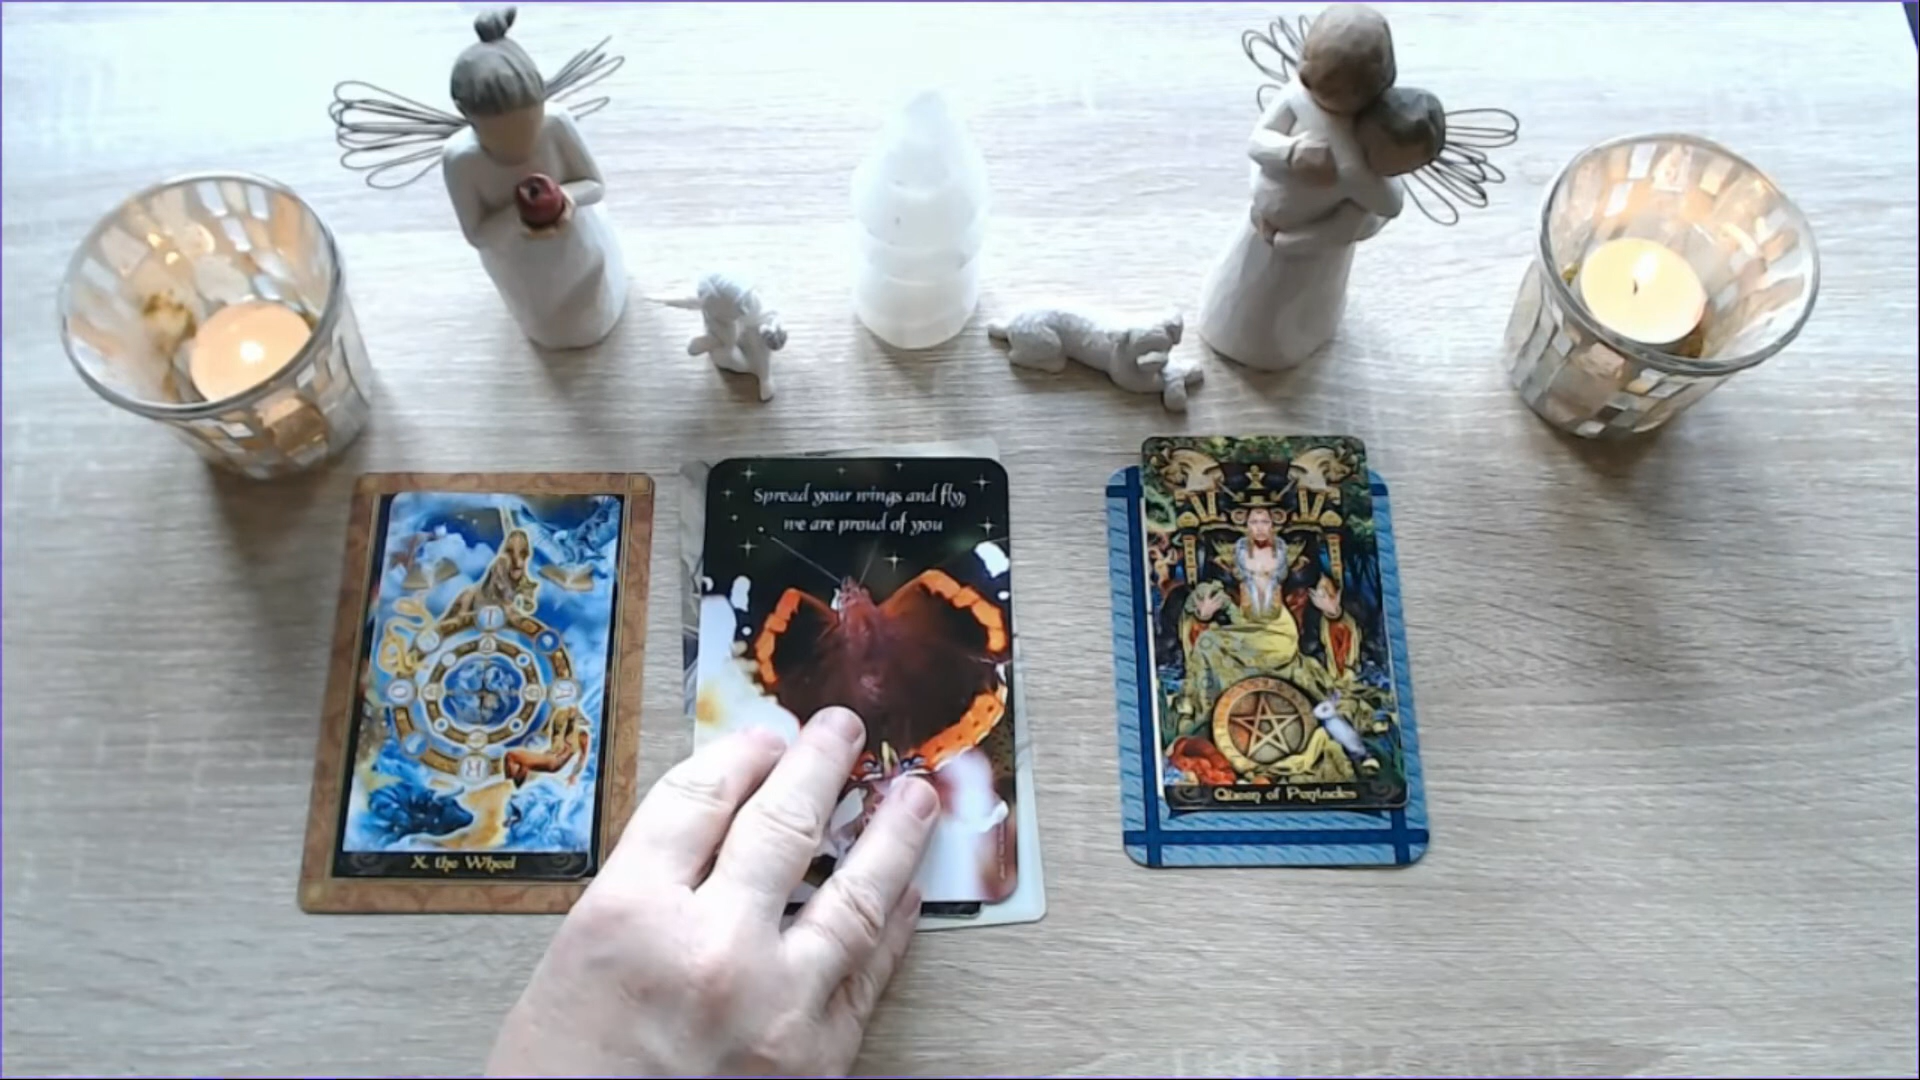 Spread your wings and fly,
we are proud of you
X. the Wheel
Queen of Pentacles